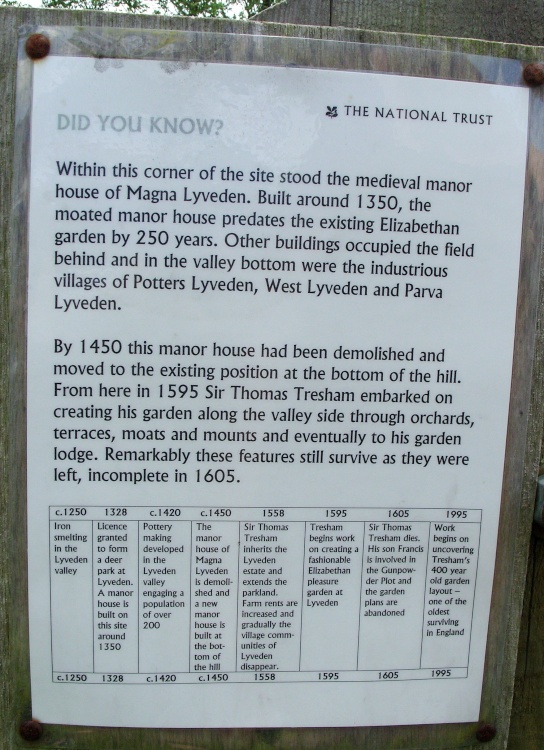 THE NATIONAL TRUST
DID YOU KNOW?
Within this corner of the site stood the medieval manor
house of Magna Lyveden. Built around 1350, the
moated manor house predates the existing Elizabethan
garden by 250 years. Other buildings occupied the field
behind and in the valley bottom were the industrious
villages of Potters Lyveden, West Lyveden and Parva
Lyveden.
By 1450 this manor house had been demolished and
moved to the existing position at the bottom of the hill.
From here in 1595 Sir Thomas Tresham embarked on
creating his garden along the valley side through orchards,
terraces, moats and mounts and eventually to his garden
lodge. Remarkably these features still survive as they were
left, incomplete in 1605.
c.1250 1328 c.1420 c.1450 1558 1595 1605 1995
Iron
smelting
in the
Lyveden
valley
Licence
granted
to form
a deer
park at
Lyveden.
A manor
house is
built on
this site
around
1350
Pottery
making
developed
in the
Lyveden
valley
engaging a
population
of over
200
The
manor
house of
Magna
Lyveden
is demoli-
shed and
a new
manor
house is
built at
the bot-
tom of
the hill
Sir Thomas
Tresham
inherits the
Lyveden
estate and
extends the
parkland.
Farm rents are
increased and
gradually the
village comm-
unities of
Lyveden
disappear.
Tresham
begins work
on creating a
fashionable
Elizabethan
pleasure
garden at
Lyveden
Sir Thomas
Tresham dies.
His son Francis
is involved in
the Gunpow-
der Plot and
the garden
plans are
abandoned
Work
begins on
uncovering
Tresham's
400 year
old garden
layout –
one of the
oldest
surviving
in England
c.1250 1328 c.1420 c.1450 1558 1595 1605 1995